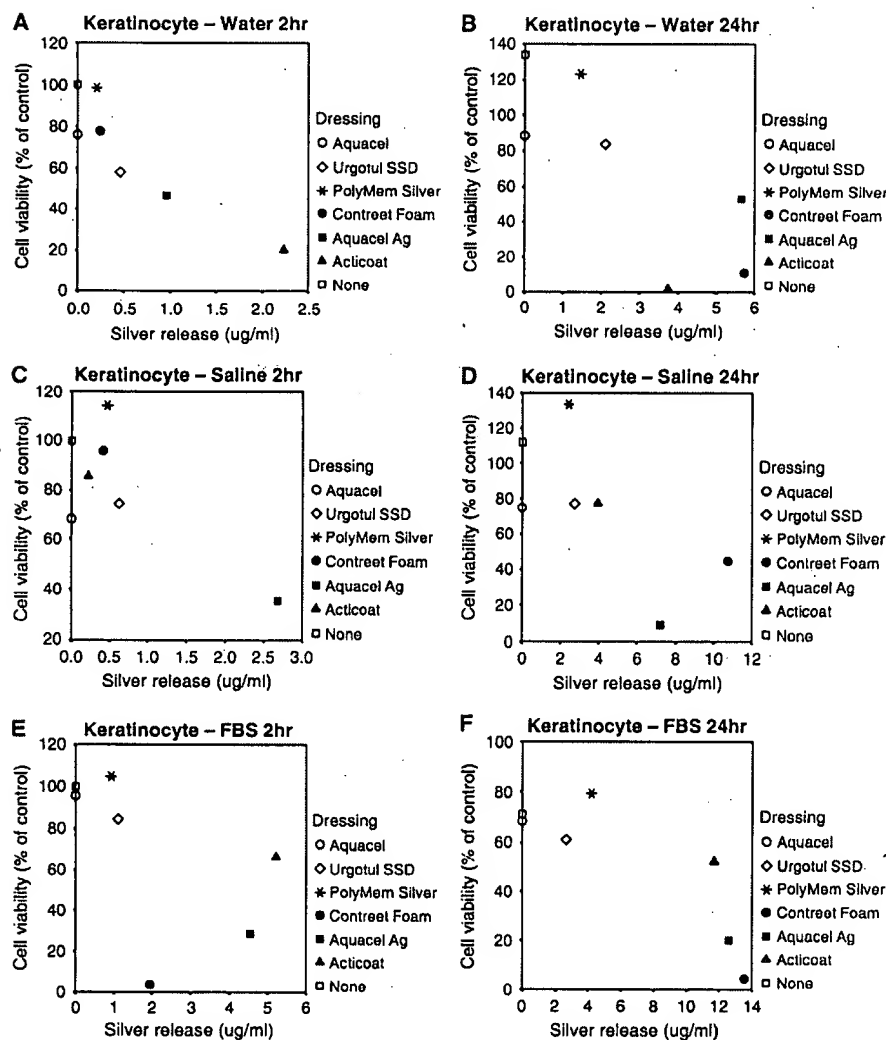 A Keratinocyte – Water 2hr
Cell viability (% of control)
120
100
80
60
40
20
0
0.0 0.5 1.0 1.5 2.0 2.5
Silver release (ug/ml)
Dressing
Aquacel
Urgotul SSD
PolyMem Silver
Contreet Foam
Aquacel Ag
Acticoat
None
B Keratinocyte – Water 24hr
Cell viability (% of control)
140
120
100
80
60
40
20
0
0 1 2 3 4 5 6
Silver release (ug/ml)
Dressing
Aquacel
Urgotul SSD
PolyMem Silver
Contreet Foam
Aquacel Ag
Acticoat
None
C Keratinocyte – Saline 2hr
Cell viability (% of control)
120
100
80
60
40
20
0.0 0.5 1.0 1.5 2.0 2.5 3.0
Silver release (ug/ml)
Dressing
Aquacel
Urgotul SSD
PolyMem Silver
Contreet Foam
Aquacel Ag
Acticoat
None
D Keratinocyte – Saline 24hr
Cell viability (% of control)
140
120
100
80
60
40
20
0
0 2 4 6 8 10 12
Silver release (ug/ml)
Dressing
Aquacel
Urgotul SSD
PolyMem Silver
Contreet Foam
Aquacel Ag
Acticoat
None
E Keratinocyte – FBS 2hr
Cell viability (% of control)
120
100
80
60
40
20
0
0 1 2 3 4 5 6
Silver release (ug/ml)
Dressing
Aquacel
Urgotul SSD
PolyMem Silver
Contreet Foam
Aquacel Ag
Acticoat
None
F Keratinocyte – FBS 24hr
Cell viability (% of control)
100
80
60
40
20
0
0 2 4 6 8 10 12 14
Silver release (ug/ml)
Dressing
Aquacel
Urgotul SSD
PolyMem Silver
Contreet Foam
Aquacel Ag
Acticoat
None